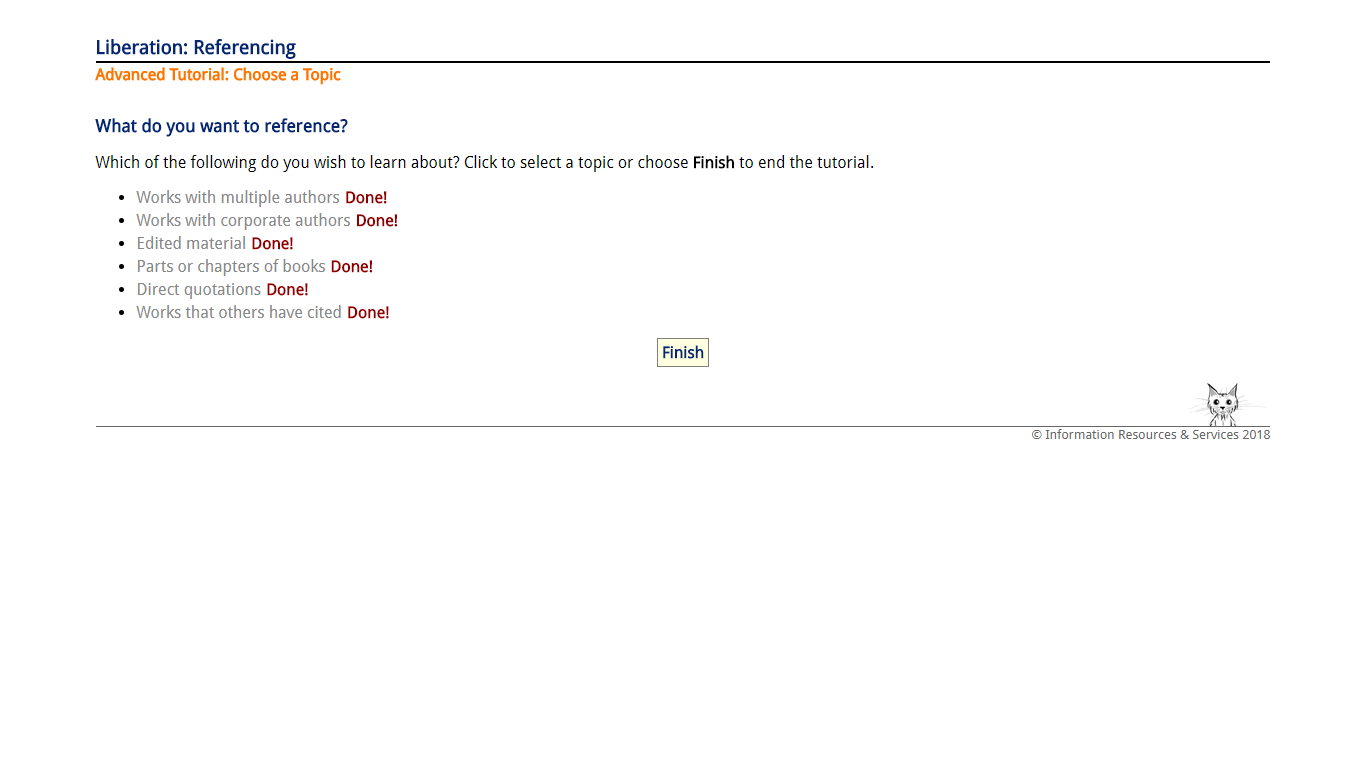 Liberation: Referencing
Advanced Tutorial: Choose a Topic
What do you want to reference?
Which of the following do you wish to learn about? Click to select a topic or choose Finish to end the tutorial.
Works with multiple authors Done!
Works with corporate authors Done!
Edited material Done!
Parts or chapters of books Done!
Direct quotations Done!
Works that others have cited Done!
Finish
© Information Resources & Services 2018